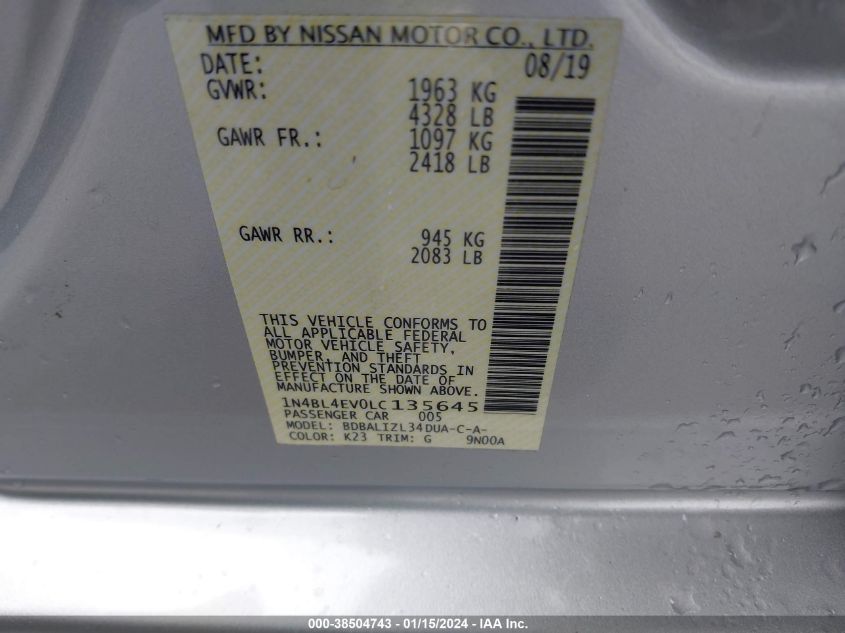 MFD BY NISSAN MOTOR CO., LTD.
DATE: 08/19
GVWR: 1963 KG
4328 LB
GAWR FR.: 1097 KG
2418 LB
GAWR RR.: 945 KG
2083 LB
THIS VEHICLE CONFORMS TO
ALL APPLICABLE FEDERAL
MOTOR VEHICLE SAFETY,
BUMPER, AND THEFT
PREVENTION STANDARDS IN
EFFECT ON THE DATE OF
MANUFACTURE SHOWN ABOVE.
1N4BL4EV0LC135645
PASSENGER CAR 005
MODEL: BDBALIZL34DUA-C-A-
COLOR: K23 TRIM: G 9N00A
000-38504743 - 01/15/2024 - IAA Inc.